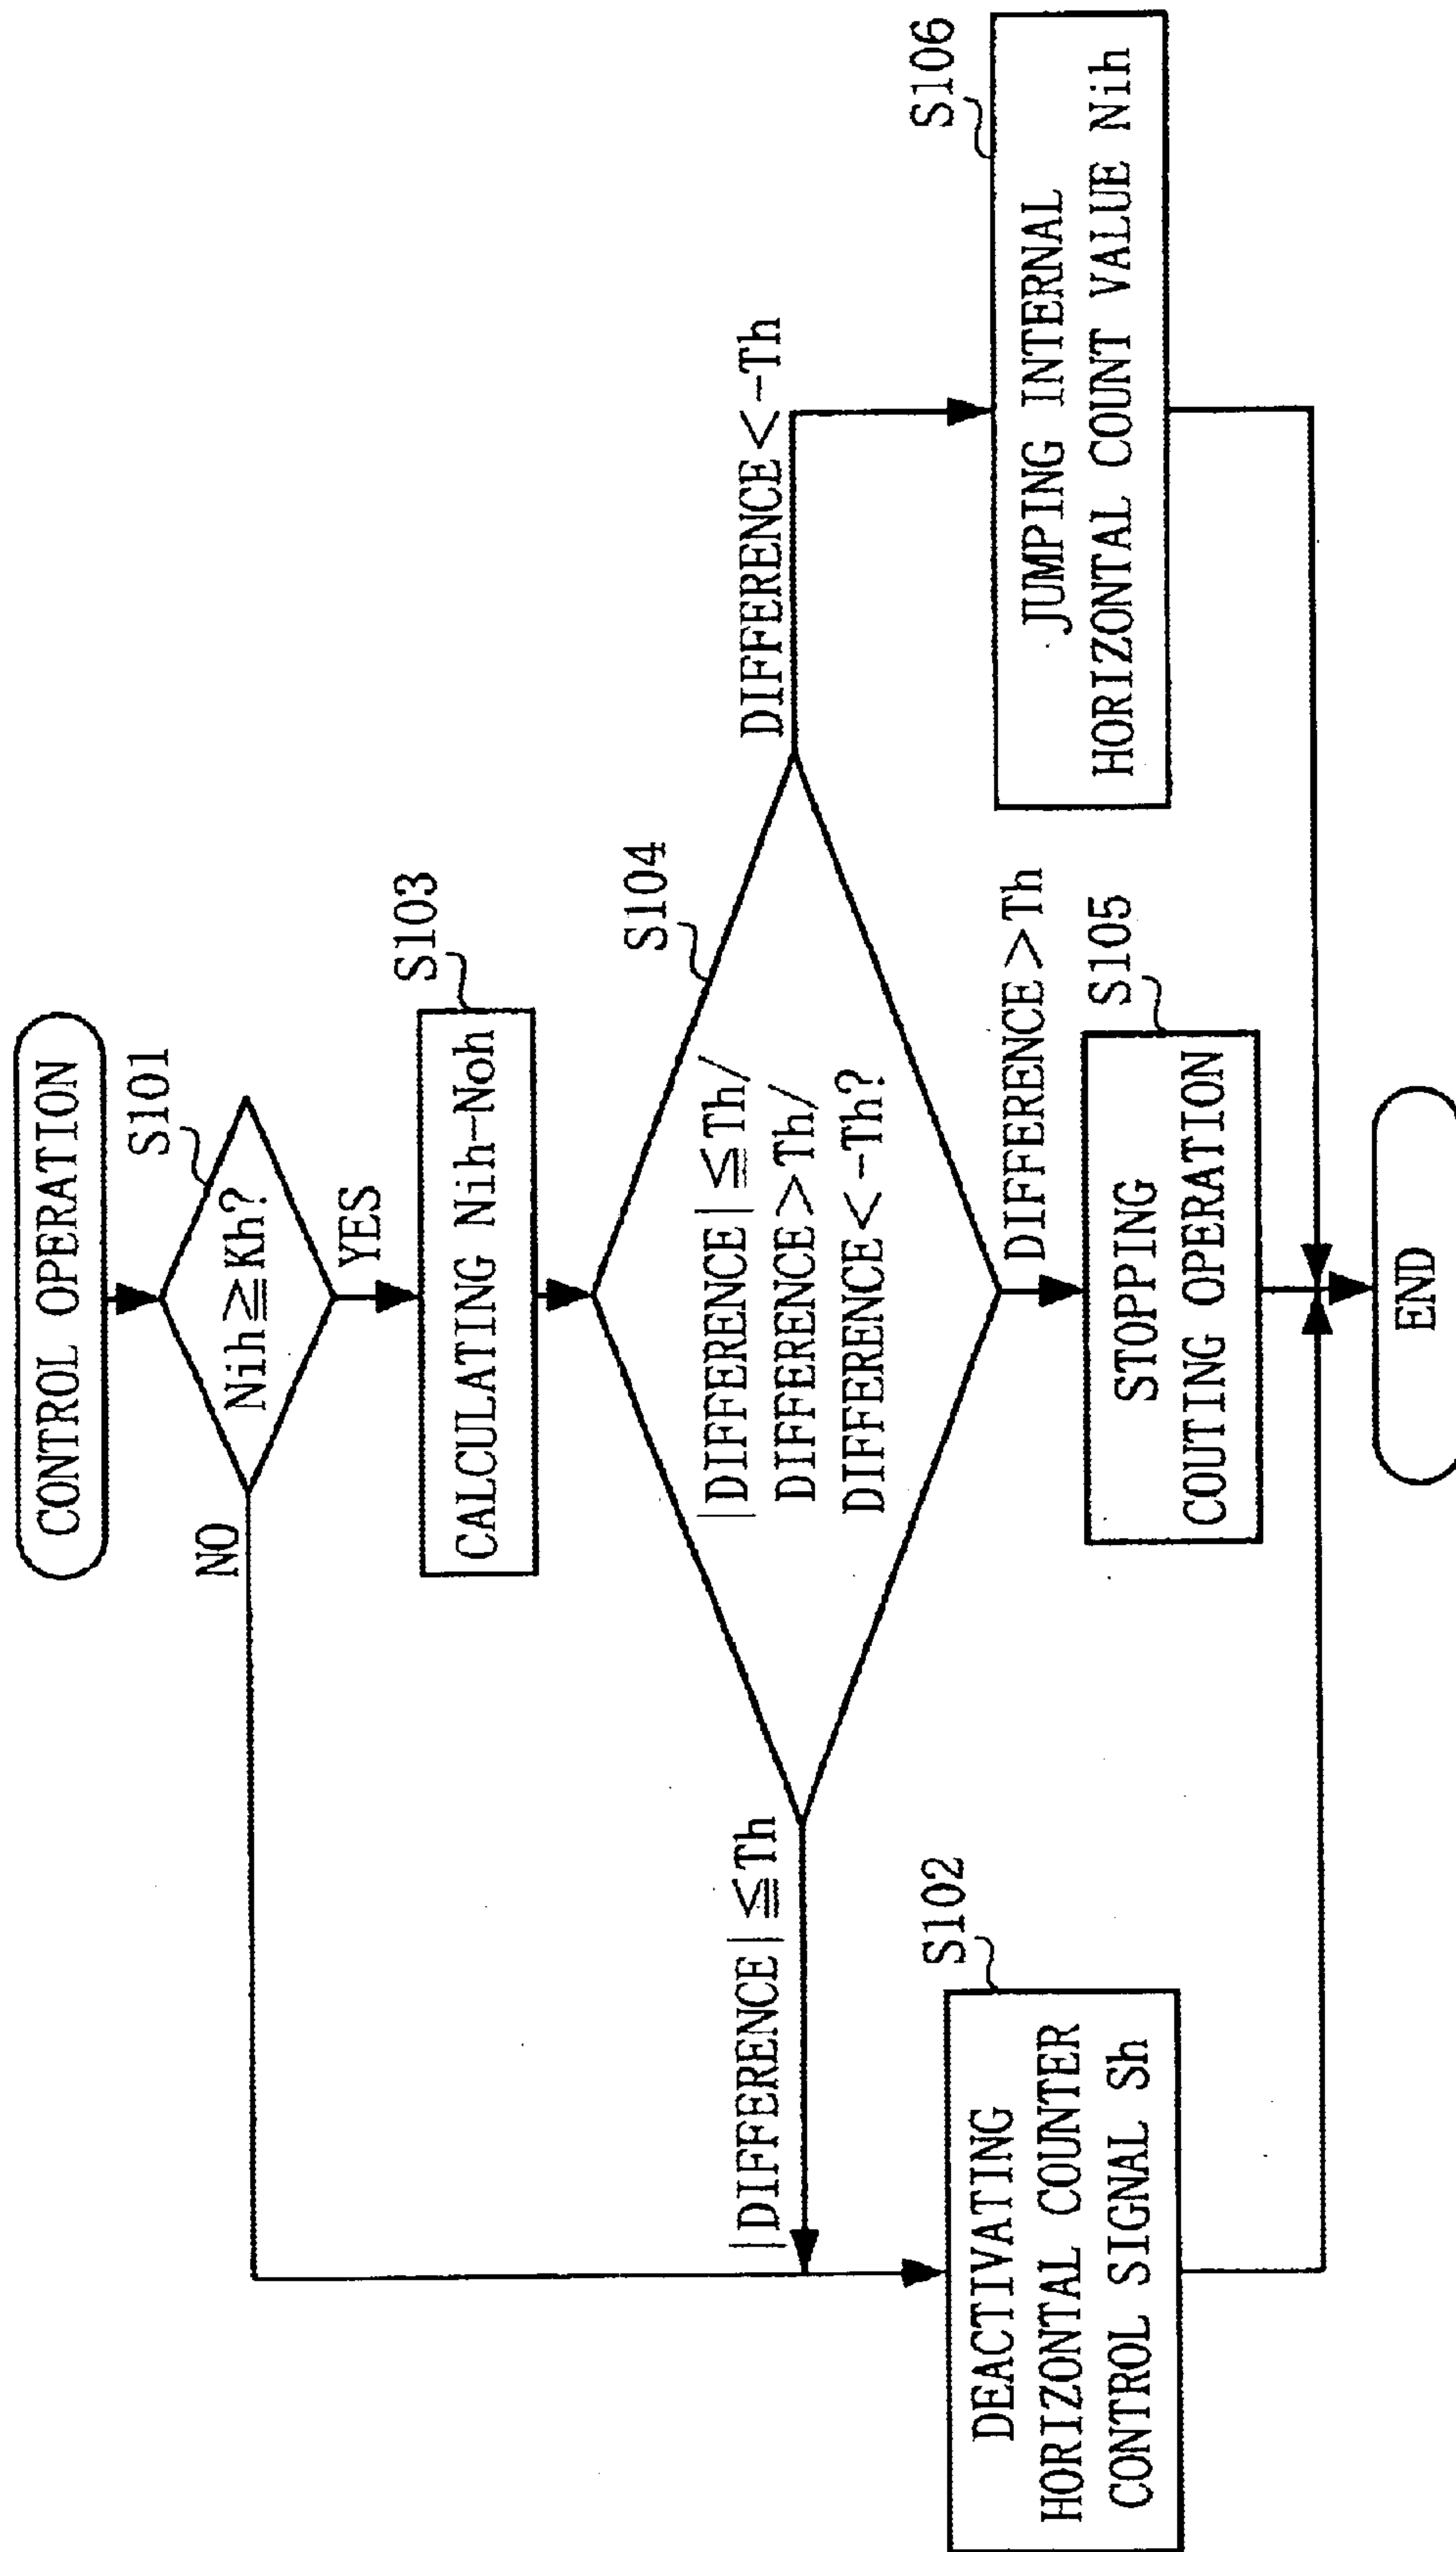 CONTROL OPERATION
S101
Nih≧Kh?
NO
YES
S103
CALCULATING Nih-Noh
S104
|DIFFERENCE|≦Th/
DIFFERENCE>Th/
DIFFERENCE<-Th?
|DIFFERENCE|≦Th
DIFFERENCE<-Th
DIFFERENCE>Th
S102
DEACTIVATING
HORIZONTAL COUNTER
CONTROL SIGNAL Sh
S105
STOPPING
COUTING OPERATION
S106
JUMPING INTERNAL
HORIZONTAL COUNT VALUE Nih
END